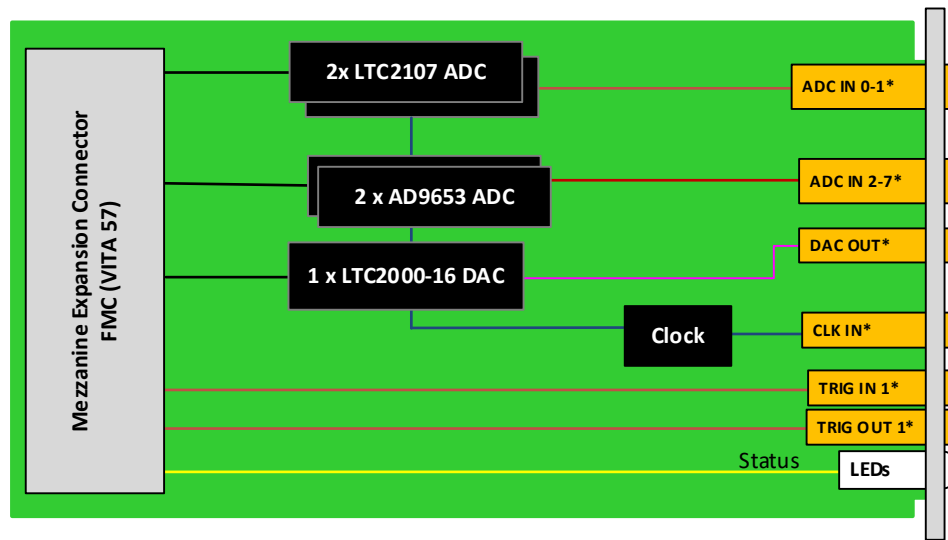 Mezzanine Expansion Connector
FMC (VITA 57)
2x LTC2107 ADC
ADC IN 0-1*
2 x AD9653 ADC
ADC IN 2-7*
DAC OUT*
1 x LTC2000-16 DAC
Clock
CLK IN*
TRIG IN 1*
TRIG OUT 1*
Status
LEDs